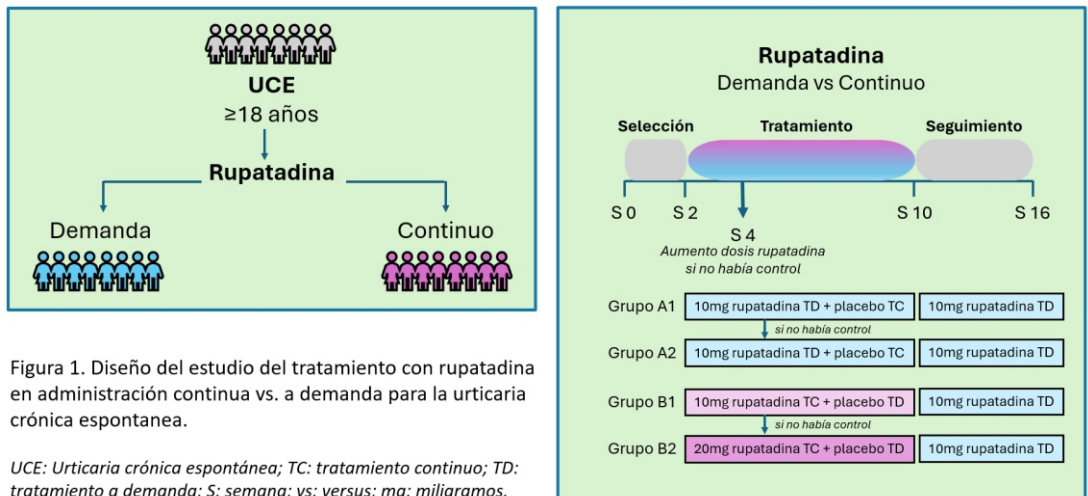 UCE
≥18 años
Rupatadina
Demanda
Continuo
Figura 1. Diseño del estudio del tratamiento con rupatadina
en administración continua vs. a demanda para la urticaria
crónica espontanea.
UCE: Urticaria crónica espontánea; TC: tratamiento continuo; TD:
tratamiento a demanda; S: semana; vs: versus; mg: miligramos.
Rupatadina
Demanda vs Continuo
Selección Tratamiento Seguimiento
S 0 S 2 S 10 S 16
S 4
Aumento dosis rupatadina
si no había control
Grupo A1 10mg rupatadina TD + placebo TC 10mg rupatadina TD
si no había control
Grupo A2 10mg rupatadina TD + placebo TC 10mg rupatadina TD
Grupo B1 10mg rupatadina TC + placebo TD 10mg rupatadina TD
si no había control
Grupo B2 20mg rupatadina TC + placebo TD 10mg rupatadina TD